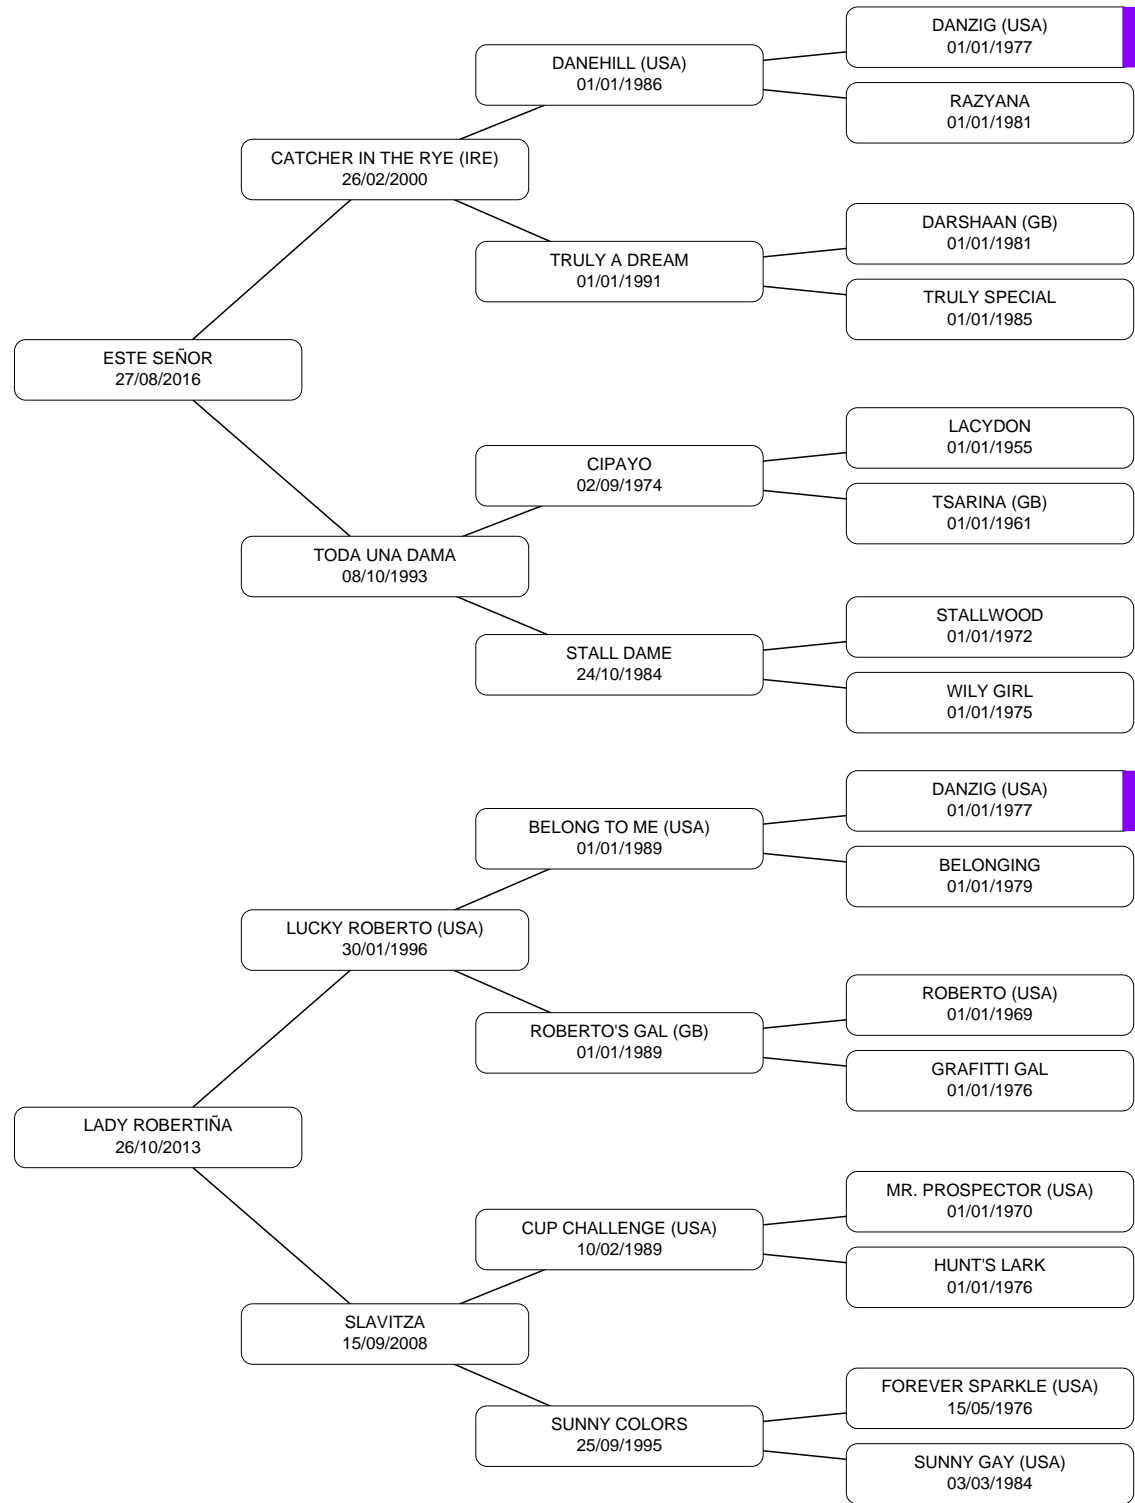 DANZIG (USA)
01/01/1977
DANEHILL (USA)
01/01/1986
RAZYANA
01/01/1981
CATCHER IN THE RYE (IRE)
26/02/2000
DARSHAAN (GB)
01/01/1981
TRULY A DREAM
01/01/1991
TRULY SPECIAL
01/01/1985
ESTE SEÑOR
27/08/2016
LACYDON
01/01/1955
CIPAYO
02/09/1974
TSARINA (GB)
01/01/1961
TODA UNA DAMA
08/10/1993
STALLWOOD
01/01/1972
STALL DAME
24/10/1984
WILY GIRL
01/01/1975
DANZIG (USA)
01/01/1977
BELONG TO ME (USA)
01/01/1989
BELONGING
01/01/1979
LUCKY ROBERTO (USA)
30/01/1996
ROBERTO (USA)
01/01/1969
ROBERTO'S GAL (GB)
01/01/1989
GRAFITTI GAL
01/01/1976
LADY ROBERTIÑA
26/10/2013
MR. PROSPECTOR (USA)
01/01/1970
CUP CHALLENGE (USA)
10/02/1989
HUNT'S LARK
01/01/1976
SLAVITZA
15/09/2008
FOREVER SPARKLE (USA)
15/05/1976
SUNNY COLORS
25/09/1995
SUNNY GAY (USA)
03/03/1984